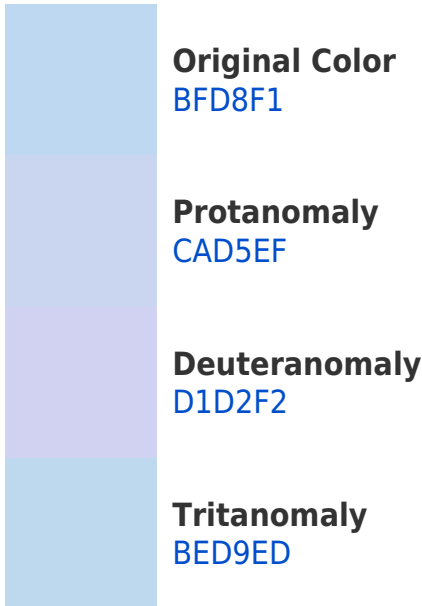 Original Color
BFD8F1
Protanomaly
CAD5EF
Deuteranomaly
D1D2F2
Tritanomaly
BED9ED